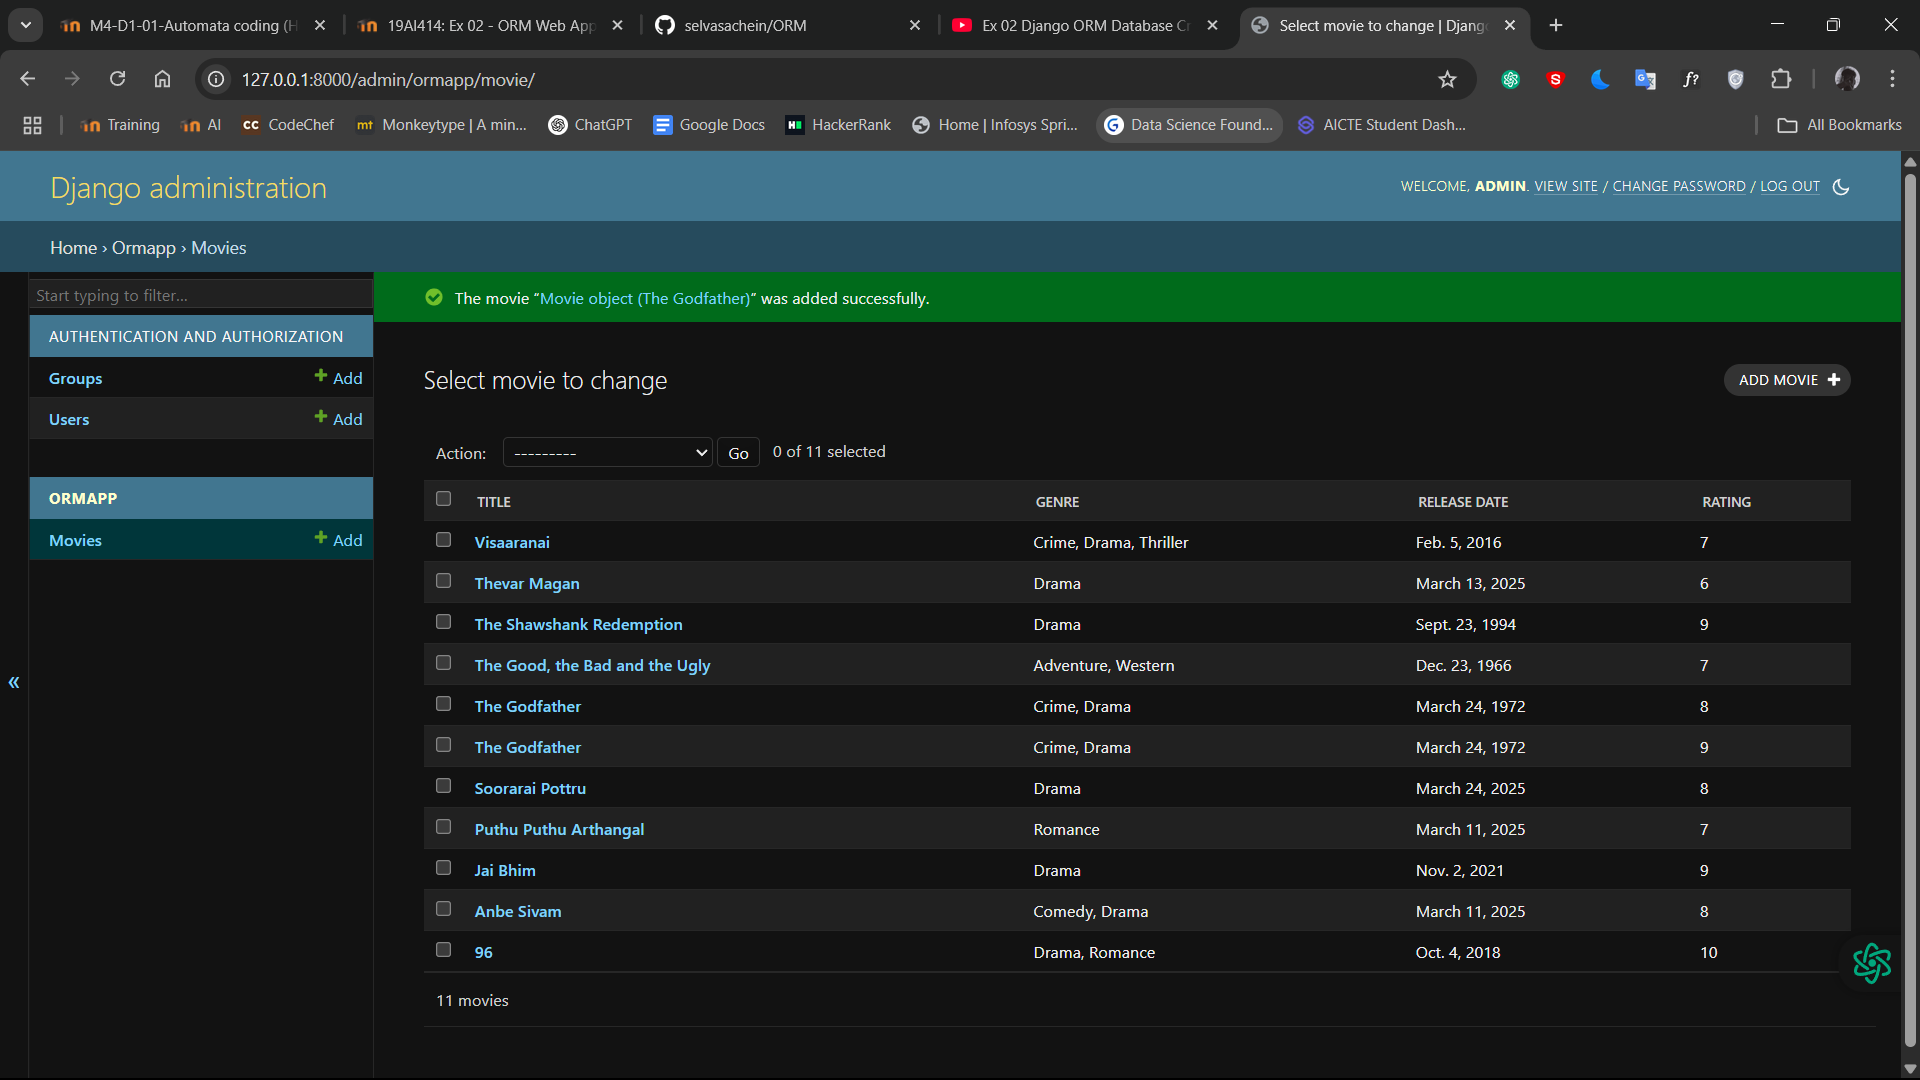 M4-D1-01-Automata coding (H
19AI414: Ex 02 - ORM Web App
selvasachein/ORM
Ex 02 Django ORM Database Cr
Select movie to change | Djang
127.0.0.1:8000/admin/ormapp/movie/
Training
AI
CodeChef
Monkeytype | A min...
ChatGPT
Google Docs
HackerRank
Home | Infosys Spri...
Data Science Found...
AICTE Student Dash...
All Bookmarks
Django administration
WELCOME, ADMIN. VIEW SITE / CHANGE PASSWORD / LOG OUT
Home › Ormapp › Movies
Start typing to filter...
AUTHENTICATION AND AUTHORIZATION
Groups + Add
Users + Add
ORMAPP
Movies + Add
«
The movie “Movie object (The Godfather)” was added successfully.
Select movie to change
ADD MOVIE +
Action: --------- Go 0 of 11 selected
TITLE GENRE RELEASE DATE RATING
Visaaranai Crime, Drama, Thriller Feb. 5, 2016 7
Thevar Magan Drama March 13, 2025 6
The Shawshank Redemption Drama Sept. 23, 1994 9
The Good, the Bad and the Ugly Adventure, Western Dec. 23, 1966 7
The Godfather Crime, Drama March 24, 1972 8
The Godfather Crime, Drama March 24, 1972 9
Soorarai Pottru Drama March 24, 2025 8
Puthu Puthu Arthangal Romance March 11, 2025 7
Jai Bhim Drama Nov. 2, 2021 9
Anbe Sivam Comedy, Drama March 11, 2025 8
96 Drama, Romance Oct. 4, 2018 10
11 movies